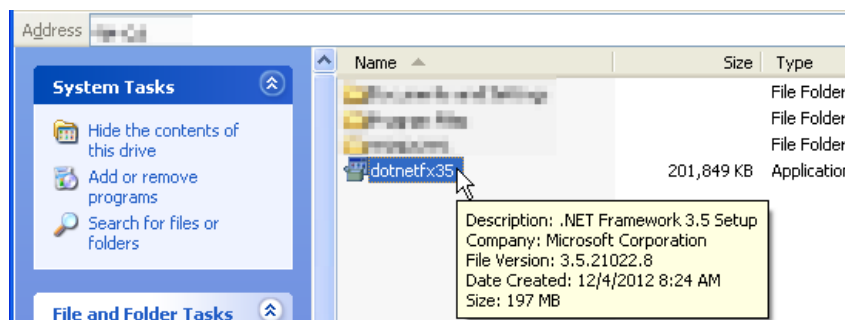 Address
Name Size Type
System Tasks
File Folder
Hide the contents of
this drive
File Folder
File Folder
Add or remove
programs
dotnetfx35 201,849 KB Application
Search for files or
folders
Description: .NET Framework 3.5 Setup
Company: Microsoft Corporation
File Version: 3.5.21022.8
Date Created: 12/4/2012 8:24 AM
Size: 197 MB
File and Folder Tasks